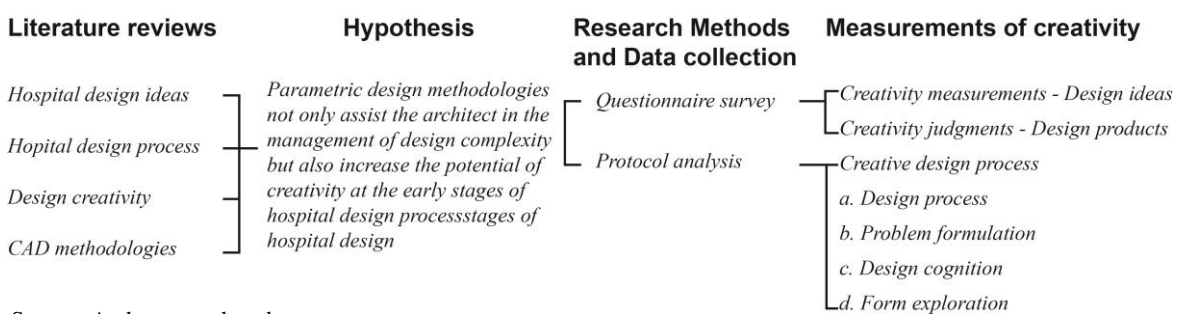 Literature reviews
Hospital design ideas
Hopital design process
Design creativity
CAD methodologies
Hypothesis
Parametric design methodologies
not only assist the architect in the
management of design complexity
but also increase the potential of
creativity at the early stages of
hospital design processstages of
hospital design
Research Methods
and Data collection
Questionnaire survey
Protocol analysis
Measurements of creativity
Creativity measurements - Design ideas
Creativity judgments - Design products
Creative design process
a. Design process
b. Problem formulation
c. Design cognition
d. Form exploration